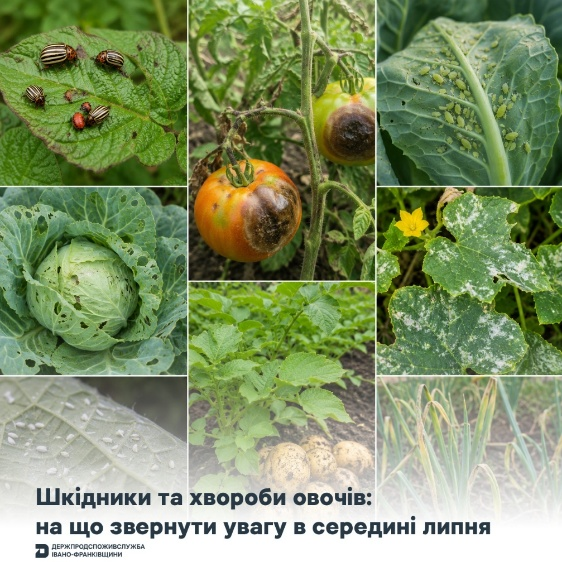 Шкідники та хвороби овочів:
на що звернути увагу в середині липня
ДЕРЖПРОДСПОЖИВСЛУЖБА
ІВАНО-ФРАНКІВЩИНИ